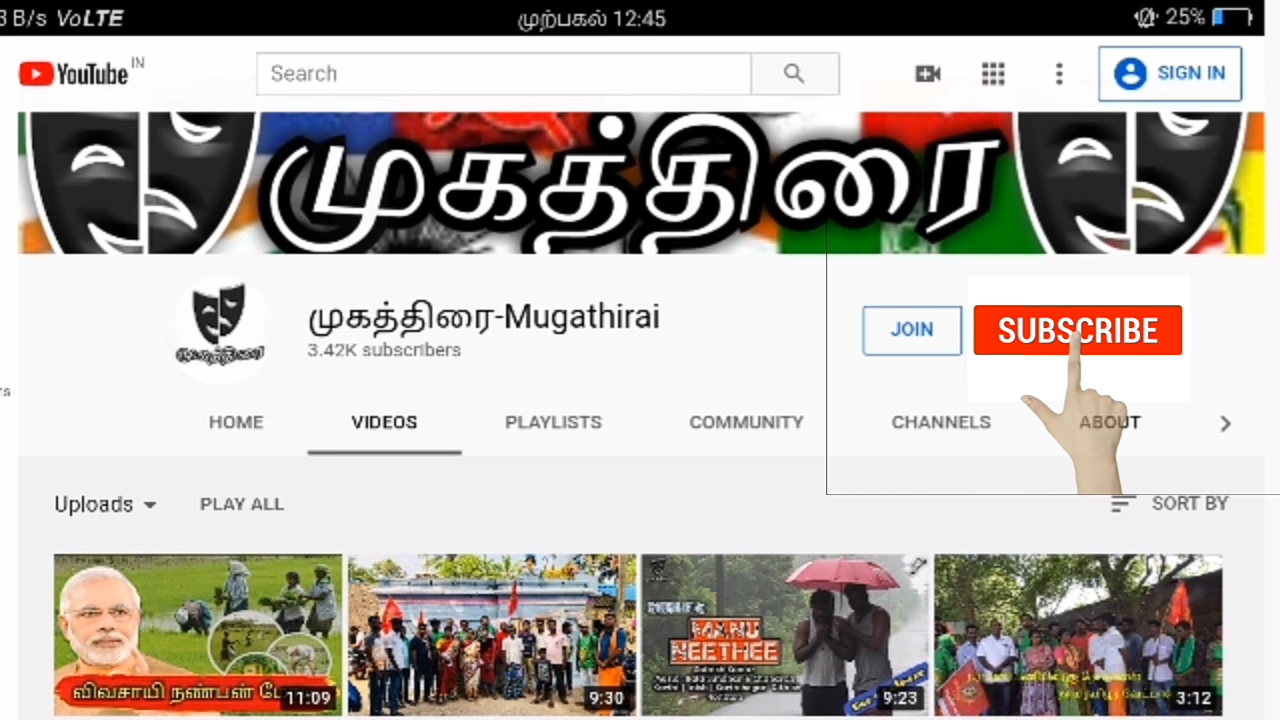 3 B/s VoLTE
முற்பகல் 12:45
25%
YouTube IN
Search
SIGN IN
முகத்திரை
முகத்திரை-Mugathirai
3.42K subscribers
JOIN
SUBSCRIBE
HOME
VIDEOS
PLAYLISTS
COMMUNITY
CHANNELS
ABOUT
Uploads
PLAY ALL
SORT BY
விவசாயி நண்பன்
11:09
9:30
MANU
NEETHEE
9:23
3:12